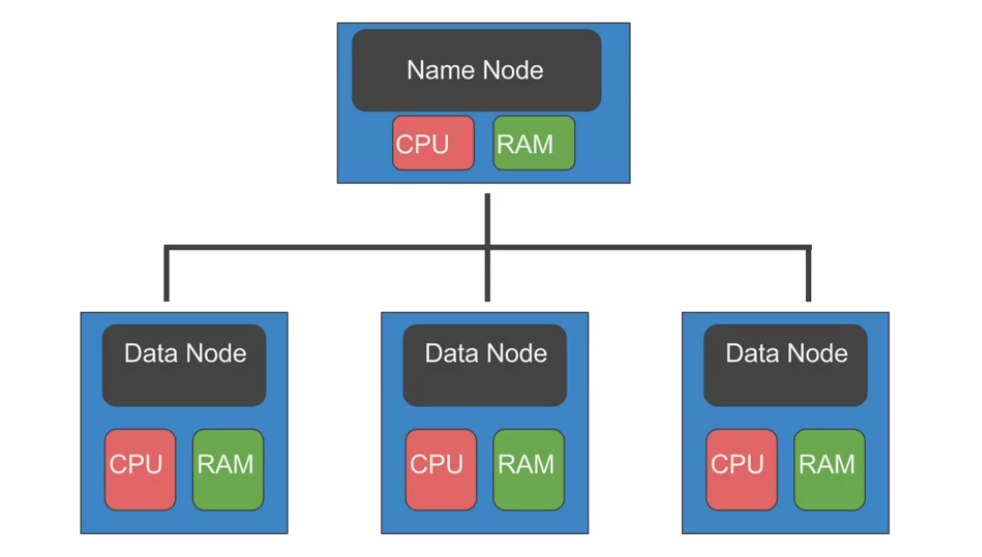 Name Node
CPU RAM
Data Node Data Node Data Node
CPU RAM CPU RAM CPU RAM